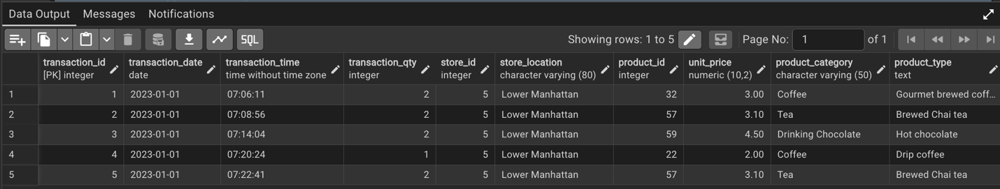 Data Output Messages Notifications
SQL Showing rows: 1 to 5 Page No: 1 of 1
transaction_id transaction_date transaction_time transaction_qty store_id store_location product_id unit_price product_category product_type
[PK] integer date time without time zone integer integer character varying (80) integer numeric (10,2) character varying (50) text
1 1 2023-01-01 07:06:11 2 5 Lower Manhattan 32 3.00 Coffee Gourmet brewed coff...
2 2 2023-01-01 07:08:56 2 5 Lower Manhattan 57 3.10 Tea Brewed Chai tea
3 3 2023-01-01 07:14:04 2 5 Lower Manhattan 59 4.50 Drinking Chocolate Hot chocolate
4 4 2023-01-01 07:20:24 1 5 Lower Manhattan 22 2.00 Coffee Drip coffee
5 5 2023-01-01 07:22:41 2 5 Lower Manhattan 57 3.10 Tea Brewed Chai tea